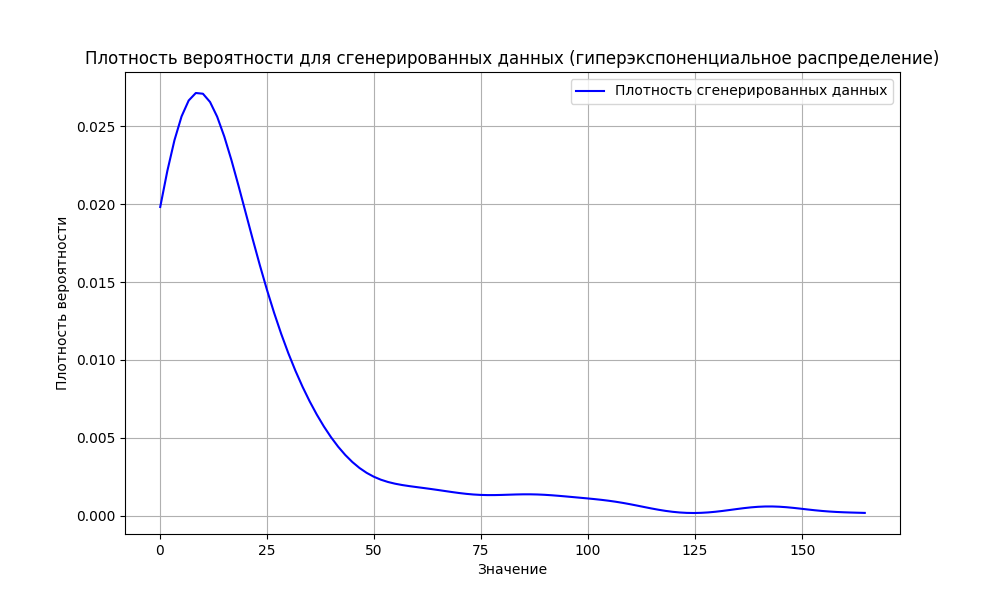 Плотность вероятности для сгенерированных данных (гиперэкспоненциальное распределение)
Плотность сгенерированных данных
Плотность вероятности
0.025
0.020
0.015
0.010
0.005
0.000
0 25 50 75 100 125 150
Значение